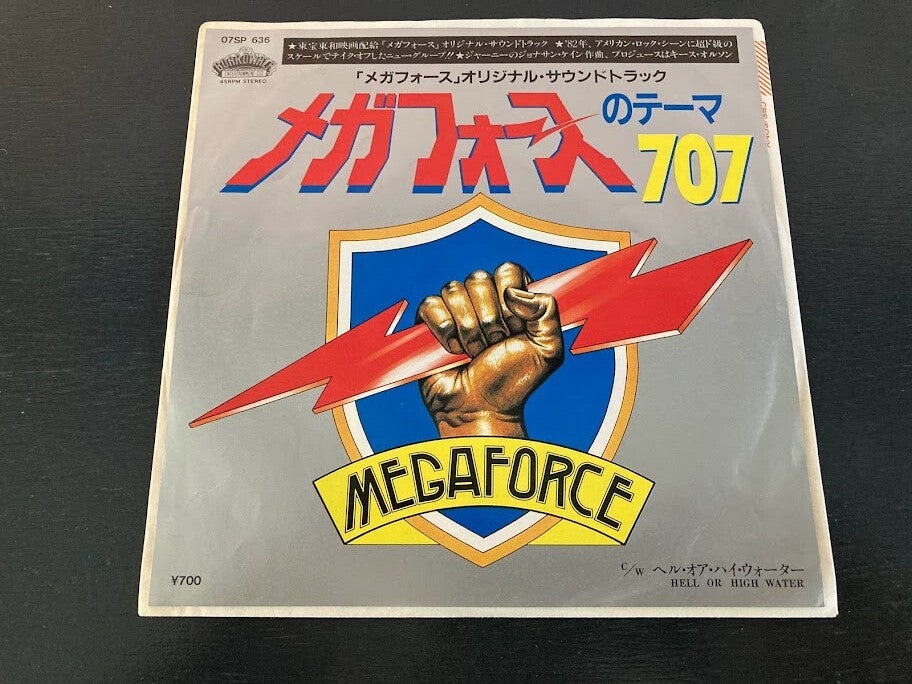 07SP 636
BOARDWALK
ENTERTAINMENT CO
45RPM STEREO
★東宝東和映画配給「メガフォース」オリジナル・サウンドトラック ★'82年、アメリカン・ロック・シーンに超ド級の
スケールでテイク・オフしたニュー・グループ!! ★ジャーニーのジョナサン・ケイン作曲、プロデュースはキース・オルソン
「メガフォース」オリジナル・サウンドトラック
メガフォースのテーマ
707
CBS/SONY
MEGAFORCE
¥700
c/w ヘル・オア・ハイ・ウォーター
HELL OR HIGH WATER